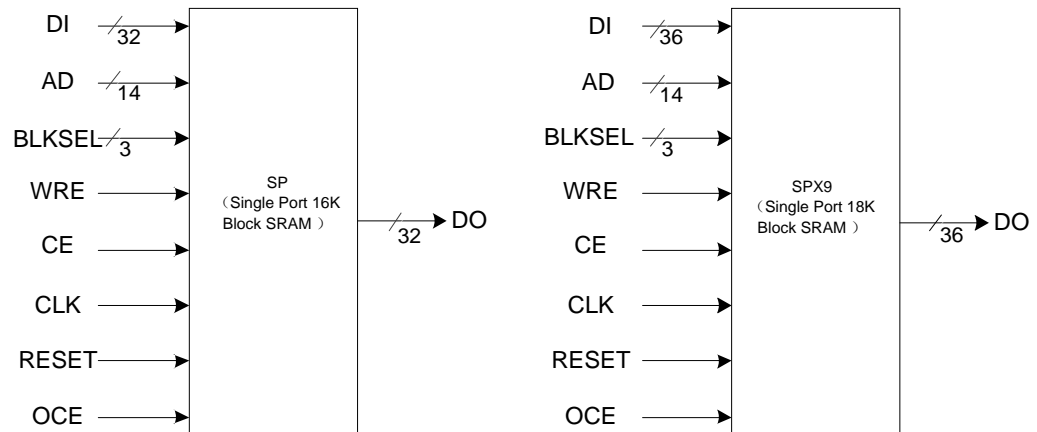 DI
32
AD
14
BLKSEL
3
WRE
CE
CLK
RESET
OCE
SP
（Single Port 16K
Block SRAM ）
32
DO
DI
36
AD
14
BLKSEL
3
WRE
CE
CLK
RESET
OCE
SPX9
（Single Port 18K
Block SRAM ）
36
DO